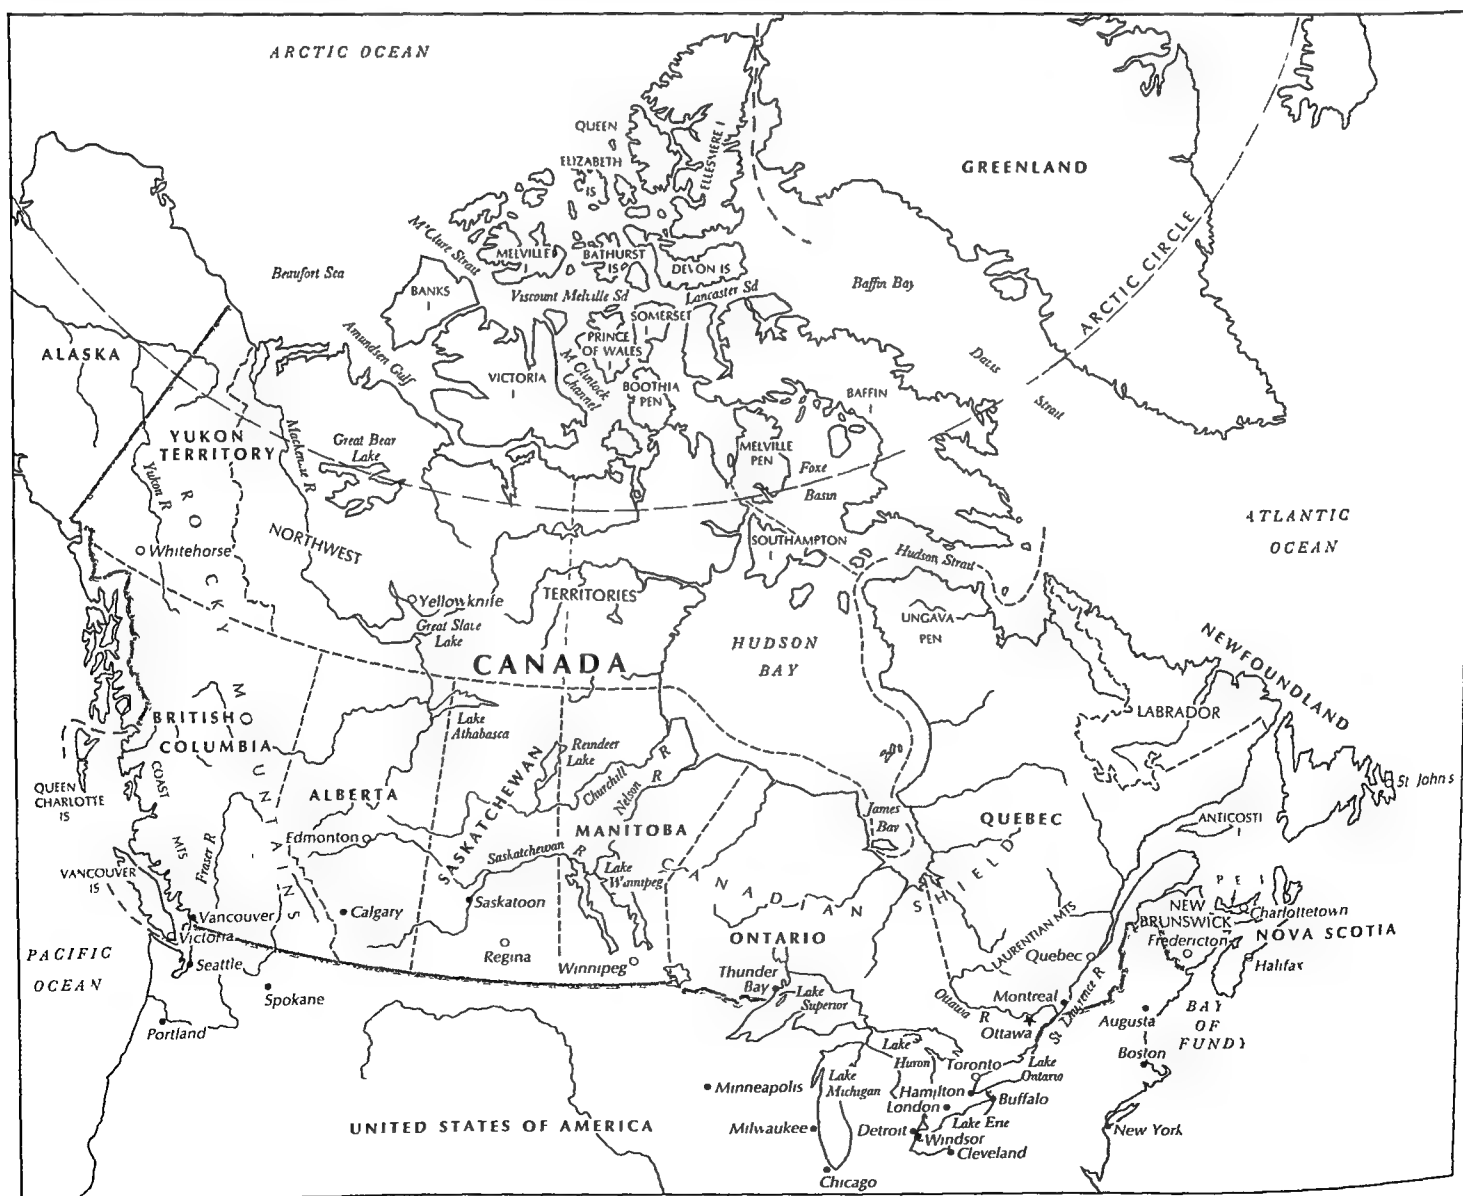 ARCTIC OCEAN
QUEEN
ELIZABETH
IS
ELLESMERE I
GREENLAND
ARCTIC CIRCLE
M'Clure Strait
MELVILLE
I
BATHURST
IS
DEVON IS
Beaufort Sea
BANKS
I
Viscount Melville Sd
Lancaster Sd
Baffin Bay
SOMERSET
I
PRINCE
OF WALES
I
ALASKA
Amundsen Gulf
VICTORIA
I
M'Clintock
Channel
BOOTHIA
PEN
BAFFIN
I
Davis
Strait
YUKON
TERRITORY
Mackenzie R
Great Bear
Lake
MELVILLE
PEN
Foxe
Basin
Yukon R
ROCKY
MOUNTAINS
NORTHWEST
TERRITORIES
SOUTHAMPTON
I
Hudson Strait
ATLANTIC
OCEAN
Whitehorse
Yellowknife
Great Slave
Lake
UNGAVA
PEN
HUDSON
BAY
CANADA
NEWFOUNDLAND
LABRADOR
BRITISH
COLUMBIA
Lake
Athabasca
Reindeer
Lake
COAST
MTS
QUEEN
CHARLOTTE
IS
ALBERTA
SASKATCHEWAN
Churchill R
Nelson R
MANITOBA
James
Bay
QUEBEC
ANTICOSTI
I
St Johns
Edmonton
Fraser R
Saskatchewan R
Lake
Winnipeg
CANADIAN
SHIELD
VANCOUVER
IS
P E I
NEW
BRUNSWICK
Charlottetown
Vancouver
Calgary
Saskatoon
LAURENTIAN MTS
Fredericton
NOVA SCOTIA
Victoria
ONTARIO
PACIFIC
OCEAN
Seattle
Regina
Winnipeg
Thunder
Bay
Quebec
Halifax
Spokane
Lake
Superior
Ottawa R
Montreal
St Lawrence R
BAY
OF
FUNDY
Portland
Ottawa
Augusta
Lake
Huron
Toronto
Lake
Ontario
Boston
Minneapolis
Lake
Michigan
Hamilton
London
Buffalo
UNITED STATES OF AMERICA
Milwaukee
Detroit
Lake Erie
Windsor
Cleveland
New York
Chicago